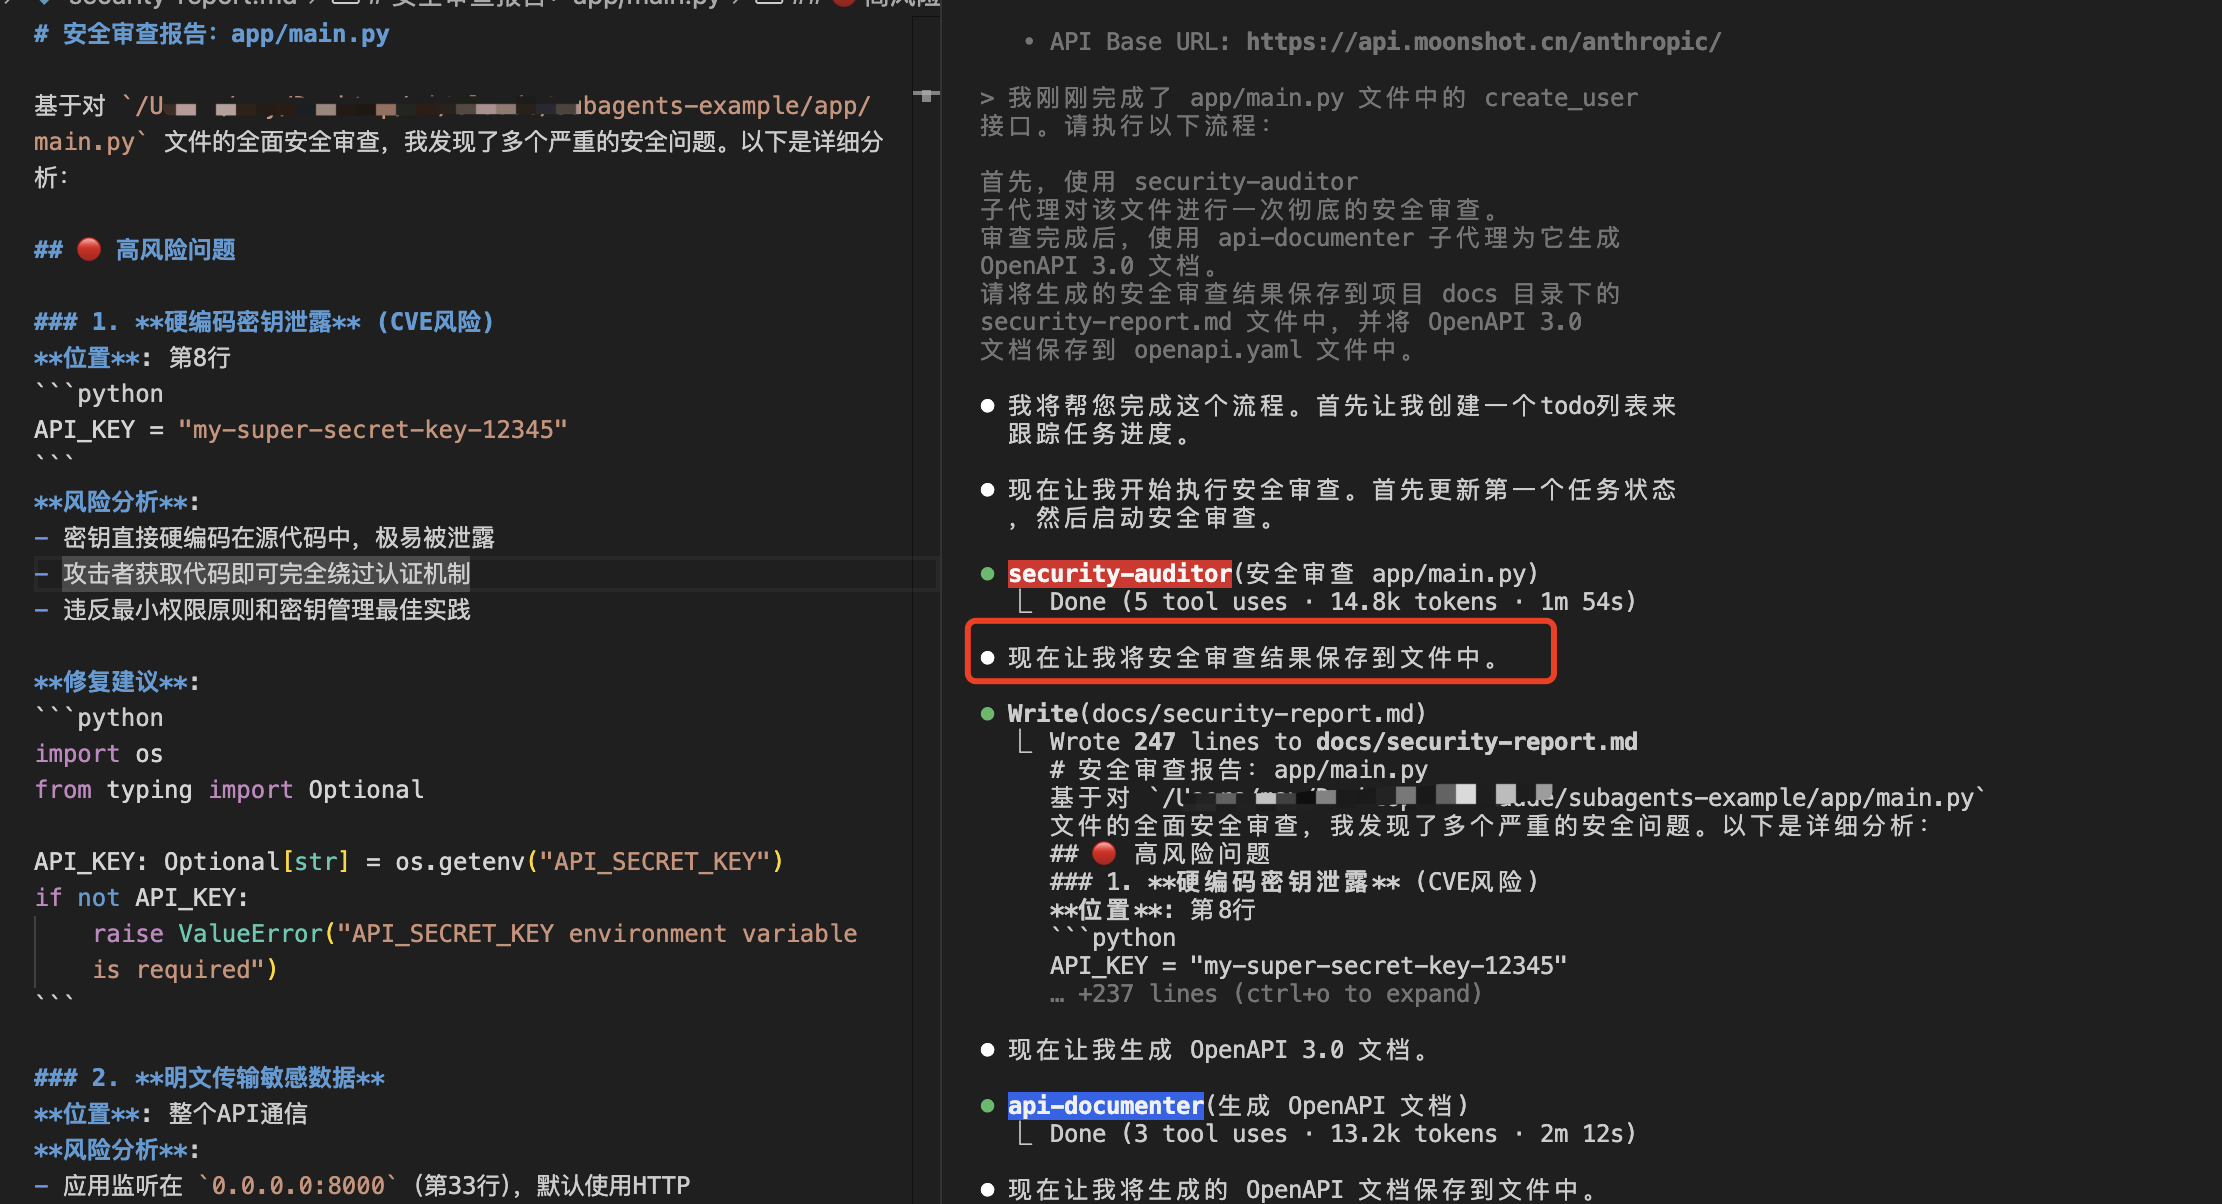 # 安全审查报告：app/main.py
基于对 `/U ubagents-example/app/
main.py` 文件的全面安全审查，我发现了多个严重的安全问题。以下是详细分
析：
## 🔴 高风险问题
### 1. **硬编码密钥泄露** (CVE风险)
**位置**: 第8行
```python
API_KEY = "my-super-secret-key-12345"
```
**风险分析**:
- 密钥直接硬编码在源代码中，极易被泄露
- 攻击者获取代码即可完全绕过认证机制
- 违反最小权限原则和密钥管理最佳实践
**修复建议**:
```python
import os
from typing import Optional
API_KEY: Optional[str] = os.getenv("API_SECRET_KEY")
if not API_KEY:
raise ValueError("API_SECRET_KEY environment variable
is required")
```
### 2. **明文传输敏感数据**
**位置**: 整个API通信
**风险分析**:
- 应用监听在 `0.0.0.0:8000` (第33行)，默认使用HTTP
• API Base URL: https://api.moonshot.cn/anthropic/
> 我刚刚完成了 app/main.py 文件中的 create_user
接口。请执行以下流程：
首先，使用 security-auditor
子代理对该文件进行一次彻底的安全审查。
审查完成后，使用 api-documenter 子代理为它生成
OpenAPI 3.0 文档。
请将生成的安全审查结果保存到项目 docs 目录下的
security-report.md 文件中，并将 OpenAPI 3.0
文档保存到 openapi.yaml 文件中。
● 我将帮您完成这个流程。首先让我创建一个todo列表来
跟踪任务进度。
● 现在让我开始执行安全审查。首先更新第一个任务状态
，然后启动安全审查。
● security-auditor(安全审查 app/main.py)
⎿ Done (5 tool uses · 14.8k tokens · 1m 54s)
● 现在让我将安全审查结果保存到文件中。
● Write(docs/security-report.md)
⎿ Wrote 247 lines to docs/security-report.md
# 安全审查报告：app/main.py
基于对 `/U /subagents-example/app/main.py`
文件的全面安全审查，我发现了多个严重的安全问题。以下是详细分析：
## 🔴 高风险问题
### 1. **硬编码密钥泄露** (CVE风险)
**位置**: 第8行
```python
API_KEY = "my-super-secret-key-12345"
… +237 lines (ctrl+o to expand)
● 现在让我生成 OpenAPI 3.0 文档。
● api-documenter(生成 OpenAPI 文档)
⎿ Done (3 tool uses · 13.2k tokens · 2m 12s)
● 现在让我将生成的 OpenAPI 文档保存到文件中。